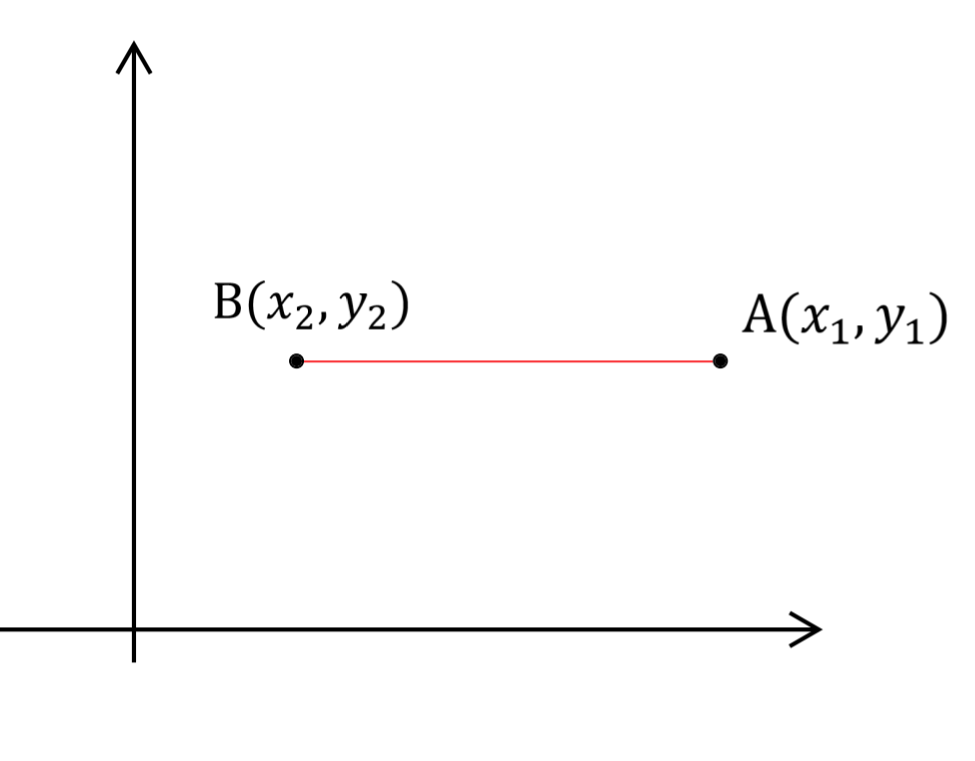 B(x₂, y₂)
A(x₁, y₁)